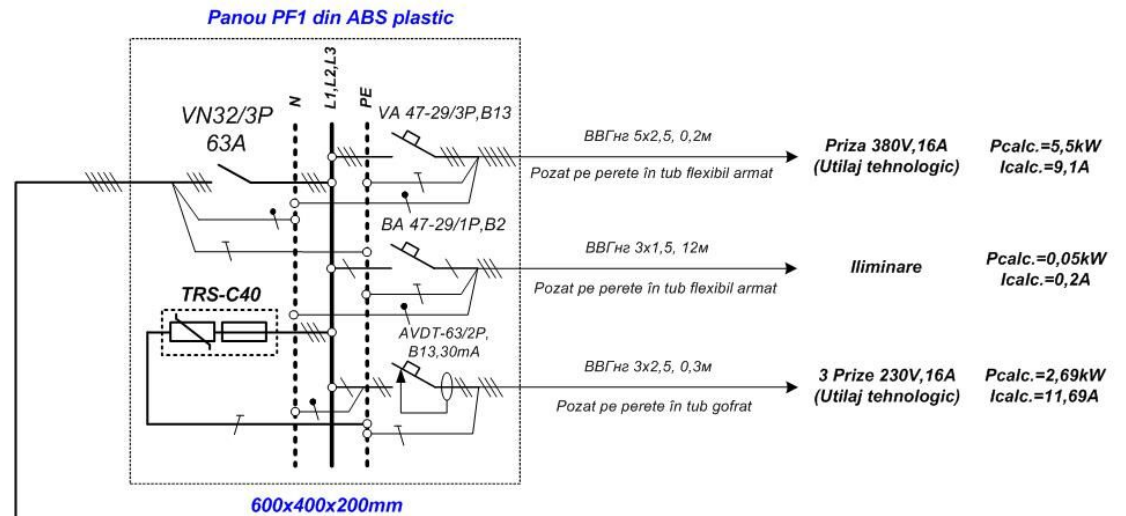 Panou PF1 din ABS plastic
VN32/3P
63A
N
L1,L2,L3
PE
VA 47-29/3P,B13
ВВГнг 5x2,5, 0,2м
Pozat pe perete în tub flexibil armat
Priza 380V,16A
(Utilaj tehnologic)
Pcalc.=5,5kW
Icalc.=9,1A
BA 47-29/1P,B2
ВВГнг 3x1,5, 12м
Pozat pe perete în tub flexibil armat
Iliminare
Pcalc.=0,05kW
Icalc.=0,2A
TRS-C40
AVDT-63/2P,
B13,30mA
ВВГнг 3x2,5, 0,3м
Pozat pe perete în tub gofrat
3 Prize 230V,16A
(Utilaj tehnologic)
Pcalc.=2,69kW
Icalc.=11,69A
600x400x200mm